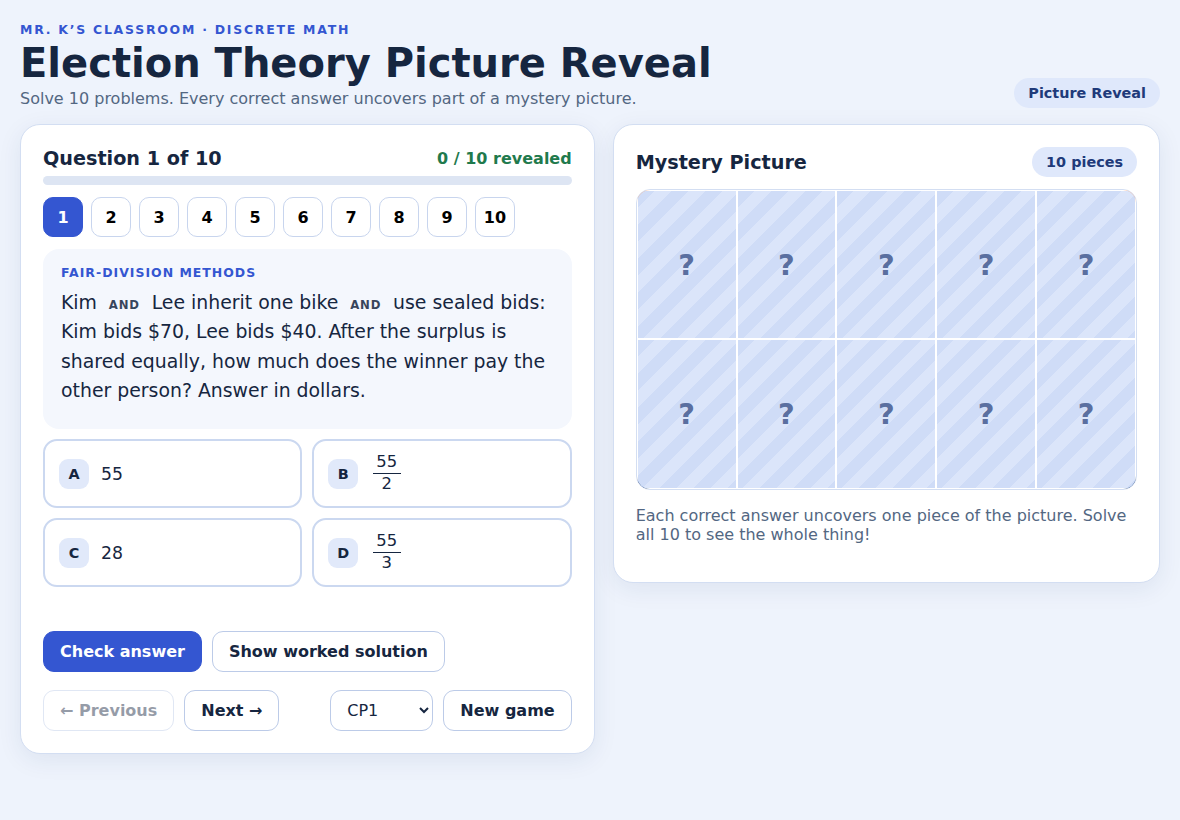 MR. K’S CLASSROOM · DISCRETE MATH
Election Theory Picture Reveal
Solve 10 problems. Every correct answer uncovers part of a mystery picture.
Picture Reveal
Question 1 of 10
0 / 10 revealed
1 2 3 4 5 6 7 8 9 10
FAIR-DIVISION METHODS
Kim AND Lee inherit one bike AND use sealed bids:
Kim bids $70, Lee bids $40. After the surplus is
shared equally, how much does the winner pay the
other person? Answer in dollars.
A 55
B 55/2
C 28
D 55/3
Check answer
Show worked solution
← Previous
Next →
CP1
New game
Mystery Picture
10 pieces
? ? ? ? ?
? ? ? ? ?
Each correct answer uncovers one piece of the picture. Solve
all 10 to see the whole thing!